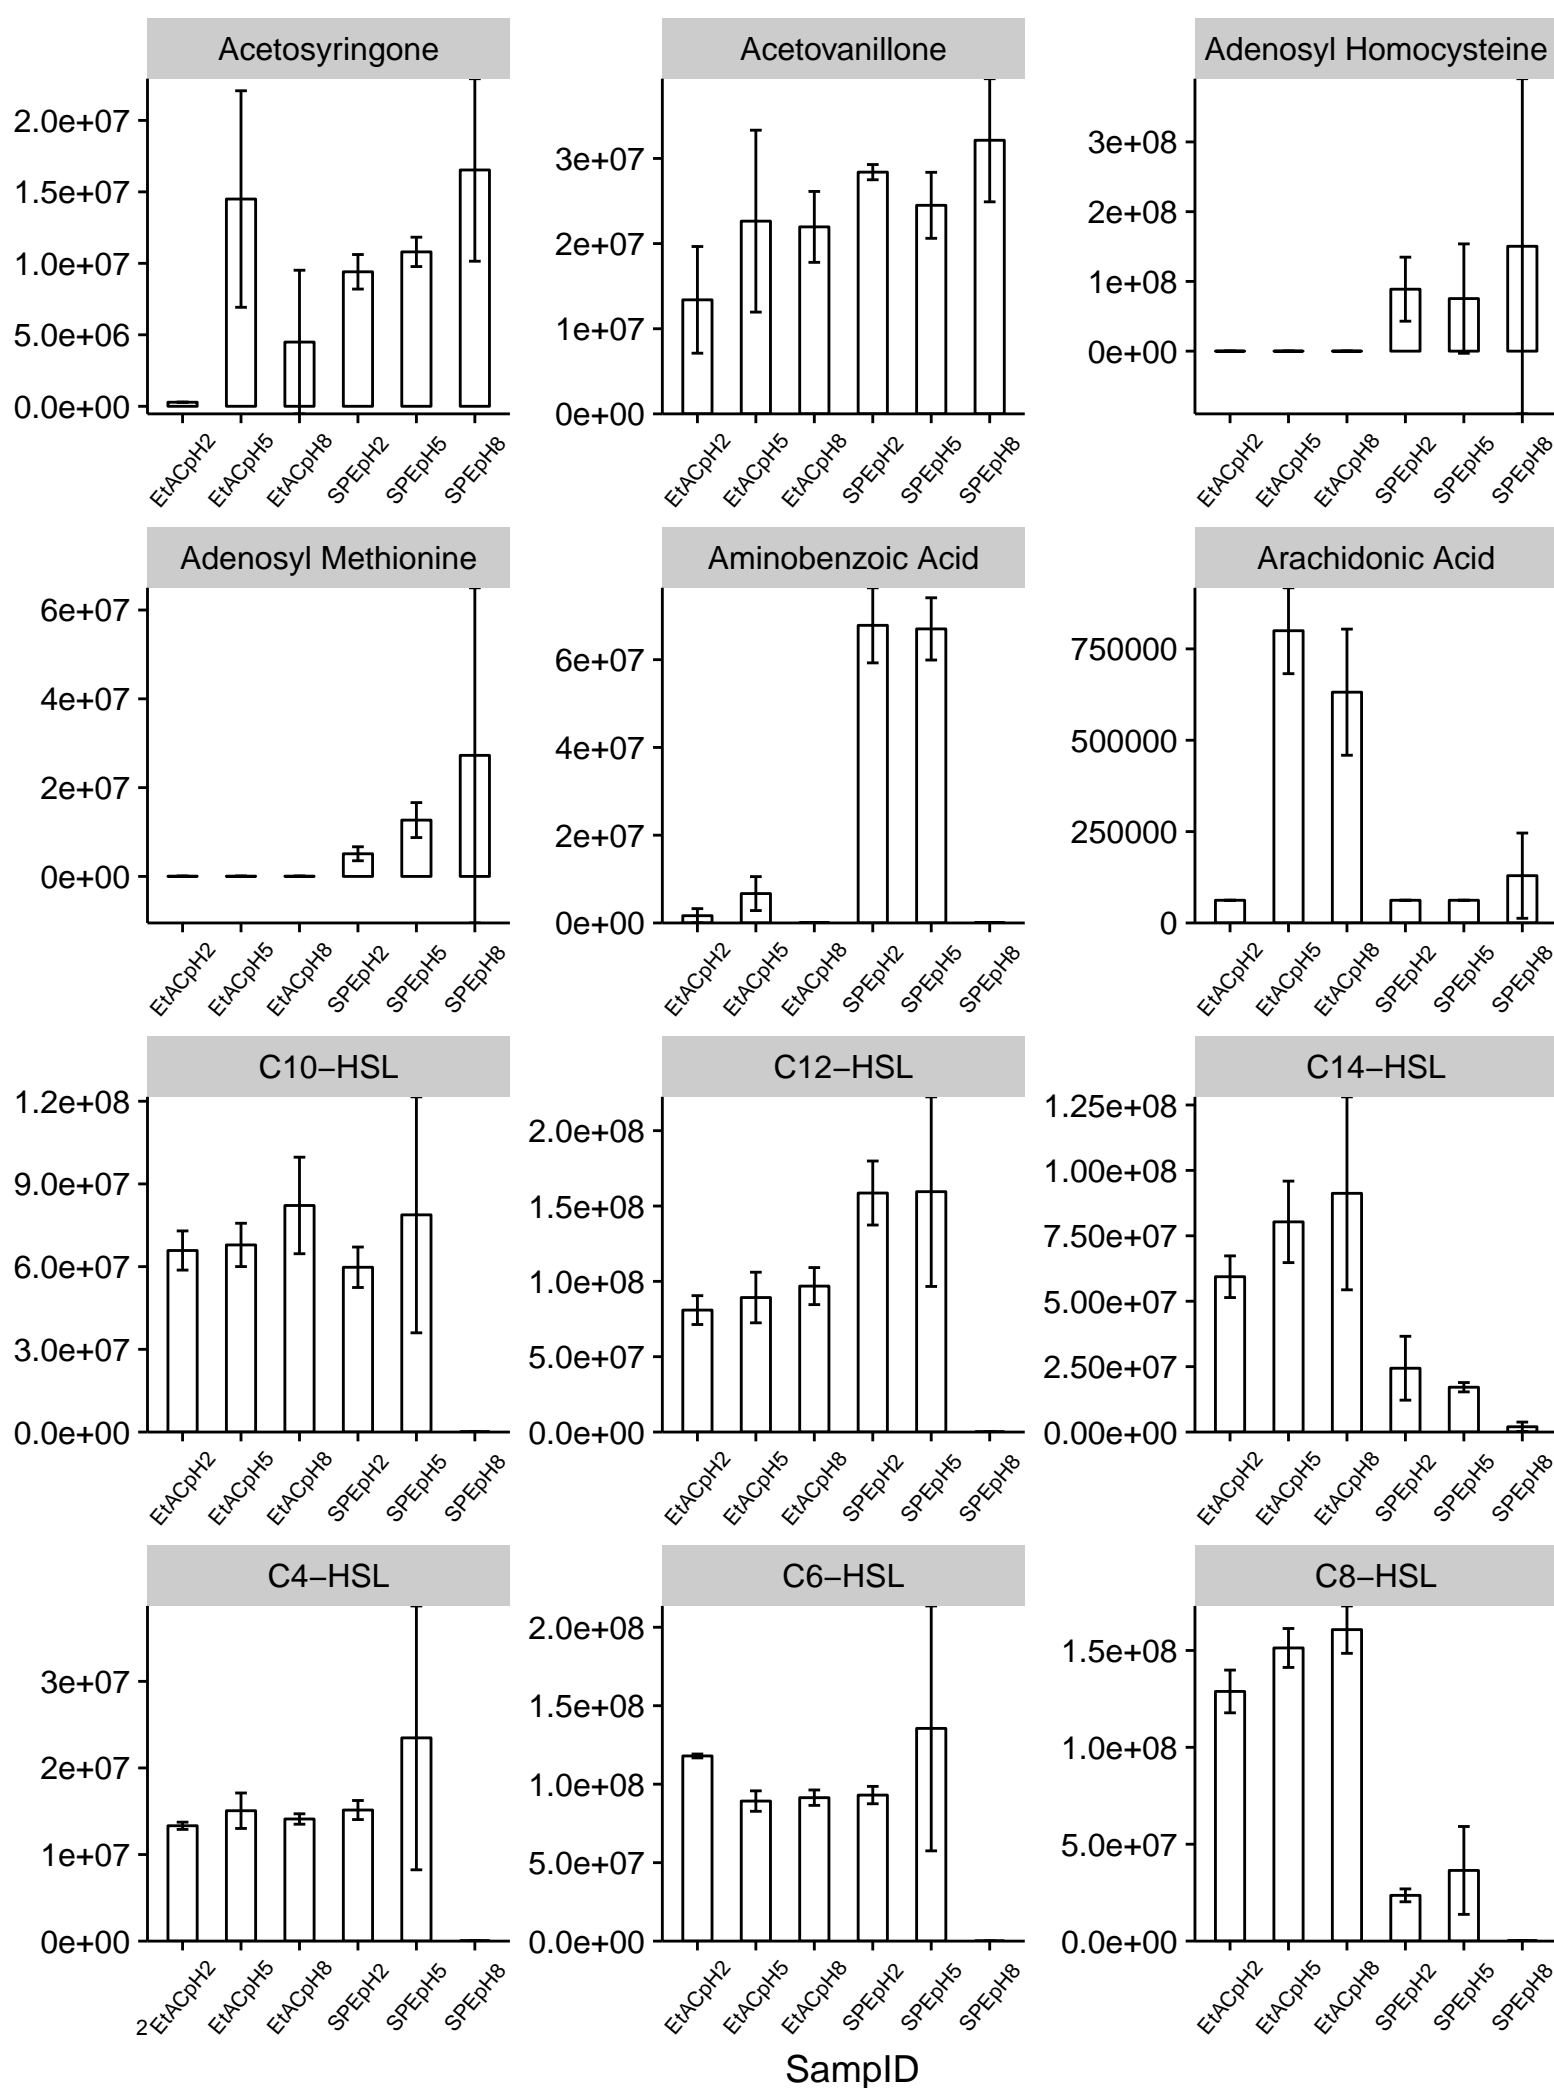 Acetosyringone Acetovanillone Adenosyl Homocysteine
2.0e+07
1.5e+07
1.0e+07
5.0e+06
0.0e+00
3e+07
2e+07
1e+07
0e+00
3e+08
2e+08
1e+08
0e+00
EtACpH2 EtACpH5 EtACpH8 SPEpH2 SPEpH5 SPEpH8 EtACpH2 EtACpH5 EtACpH8 SPEpH2 SPEpH5 SPEpH8 EtACpH2 EtACpH5 EtACpH8 SPEpH2 SPEpH5 SPEpH8
Adenosyl Methionine Aminobenzoic Acid Arachidonic Acid
6e+07
4e+07
2e+07
0e+00
6e+07
4e+07
2e+07
0e+00
750000
500000
250000
0
EtACpH2 EtACpH5 EtACpH8 SPEpH2 SPEpH5 SPEpH8 EtACpH2 EtACpH5 EtACpH8 SPEpH2 SPEpH5 SPEpH8 EtACpH2 EtACpH5 EtACpH8 SPEpH2 SPEpH5 SPEpH8
C10−HSL C12−HSL C14−HSL
1.2e+08
9.0e+07
6.0e+07
3.0e+07
0.0e+00
2.0e+08
1.5e+08
1.0e+08
5.0e+07
0.0e+00
1.25e+08
1.00e+08
7.50e+07
5.00e+07
2.50e+07
0.00e+00
EtACpH2 EtACpH5 EtACpH8 SPEpH2 SPEpH5 SPEpH8 EtACpH2 EtACpH5 EtACpH8 SPEpH2 SPEpH5 SPEpH8 EtACpH2 EtACpH5 EtACpH8 SPEpH2 SPEpH5 SPEpH8
C4−HSL C6−HSL C8−HSL
3e+07
2e+07
1e+07
0e+00
2.0e+08
1.5e+08
1.0e+08
5.0e+07
0.0e+00
1.5e+08
1.0e+08
5.0e+07
0.0e+00
EtACpH2 EtACpH5 EtACpH8 SPEpH2 SPEpH5 SPEpH8 EtACpH2 EtACpH5 EtACpH8 SPEpH2 SPEpH5 SPEpH8 EtACpH2 EtACpH5 EtACpH8 SPEpH2 SPEpH5 SPEpH8
2
SampID